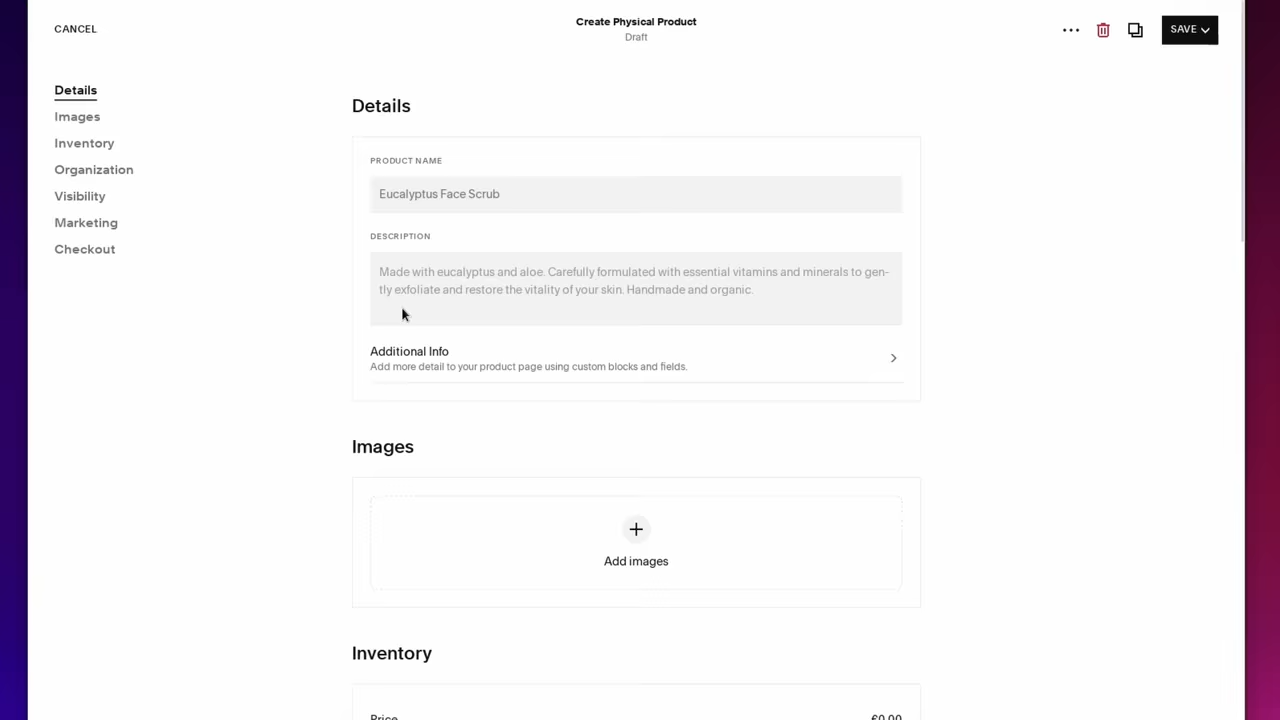 CANCEL
Create Physical Product
Draft
SAVE
Details
Images
Inventory
Organization
Visibility
Marketing
Checkout
Details
PRODUCT NAME
Eucalyptus Face Scrub
DESCRIPTION
Made with eucalyptus and aloe. Carefully formulated with essential vitamins and minerals to gen-
tly exfoliate and restore the vitality of your skin. Handmade and organic.
Additional Info
Add more detail to your product page using custom blocks and fields.
Images
Add images
Inventory
Price